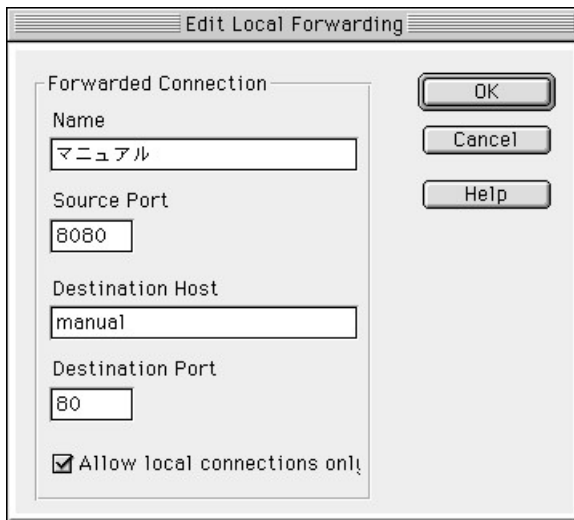 Edit Local Forwarding
Forwarded Connection
Name
マニュアル
Source Port
8080
Destination Host
manual
Destination Port
80
Allow local connections only
OK
Cancel
Help